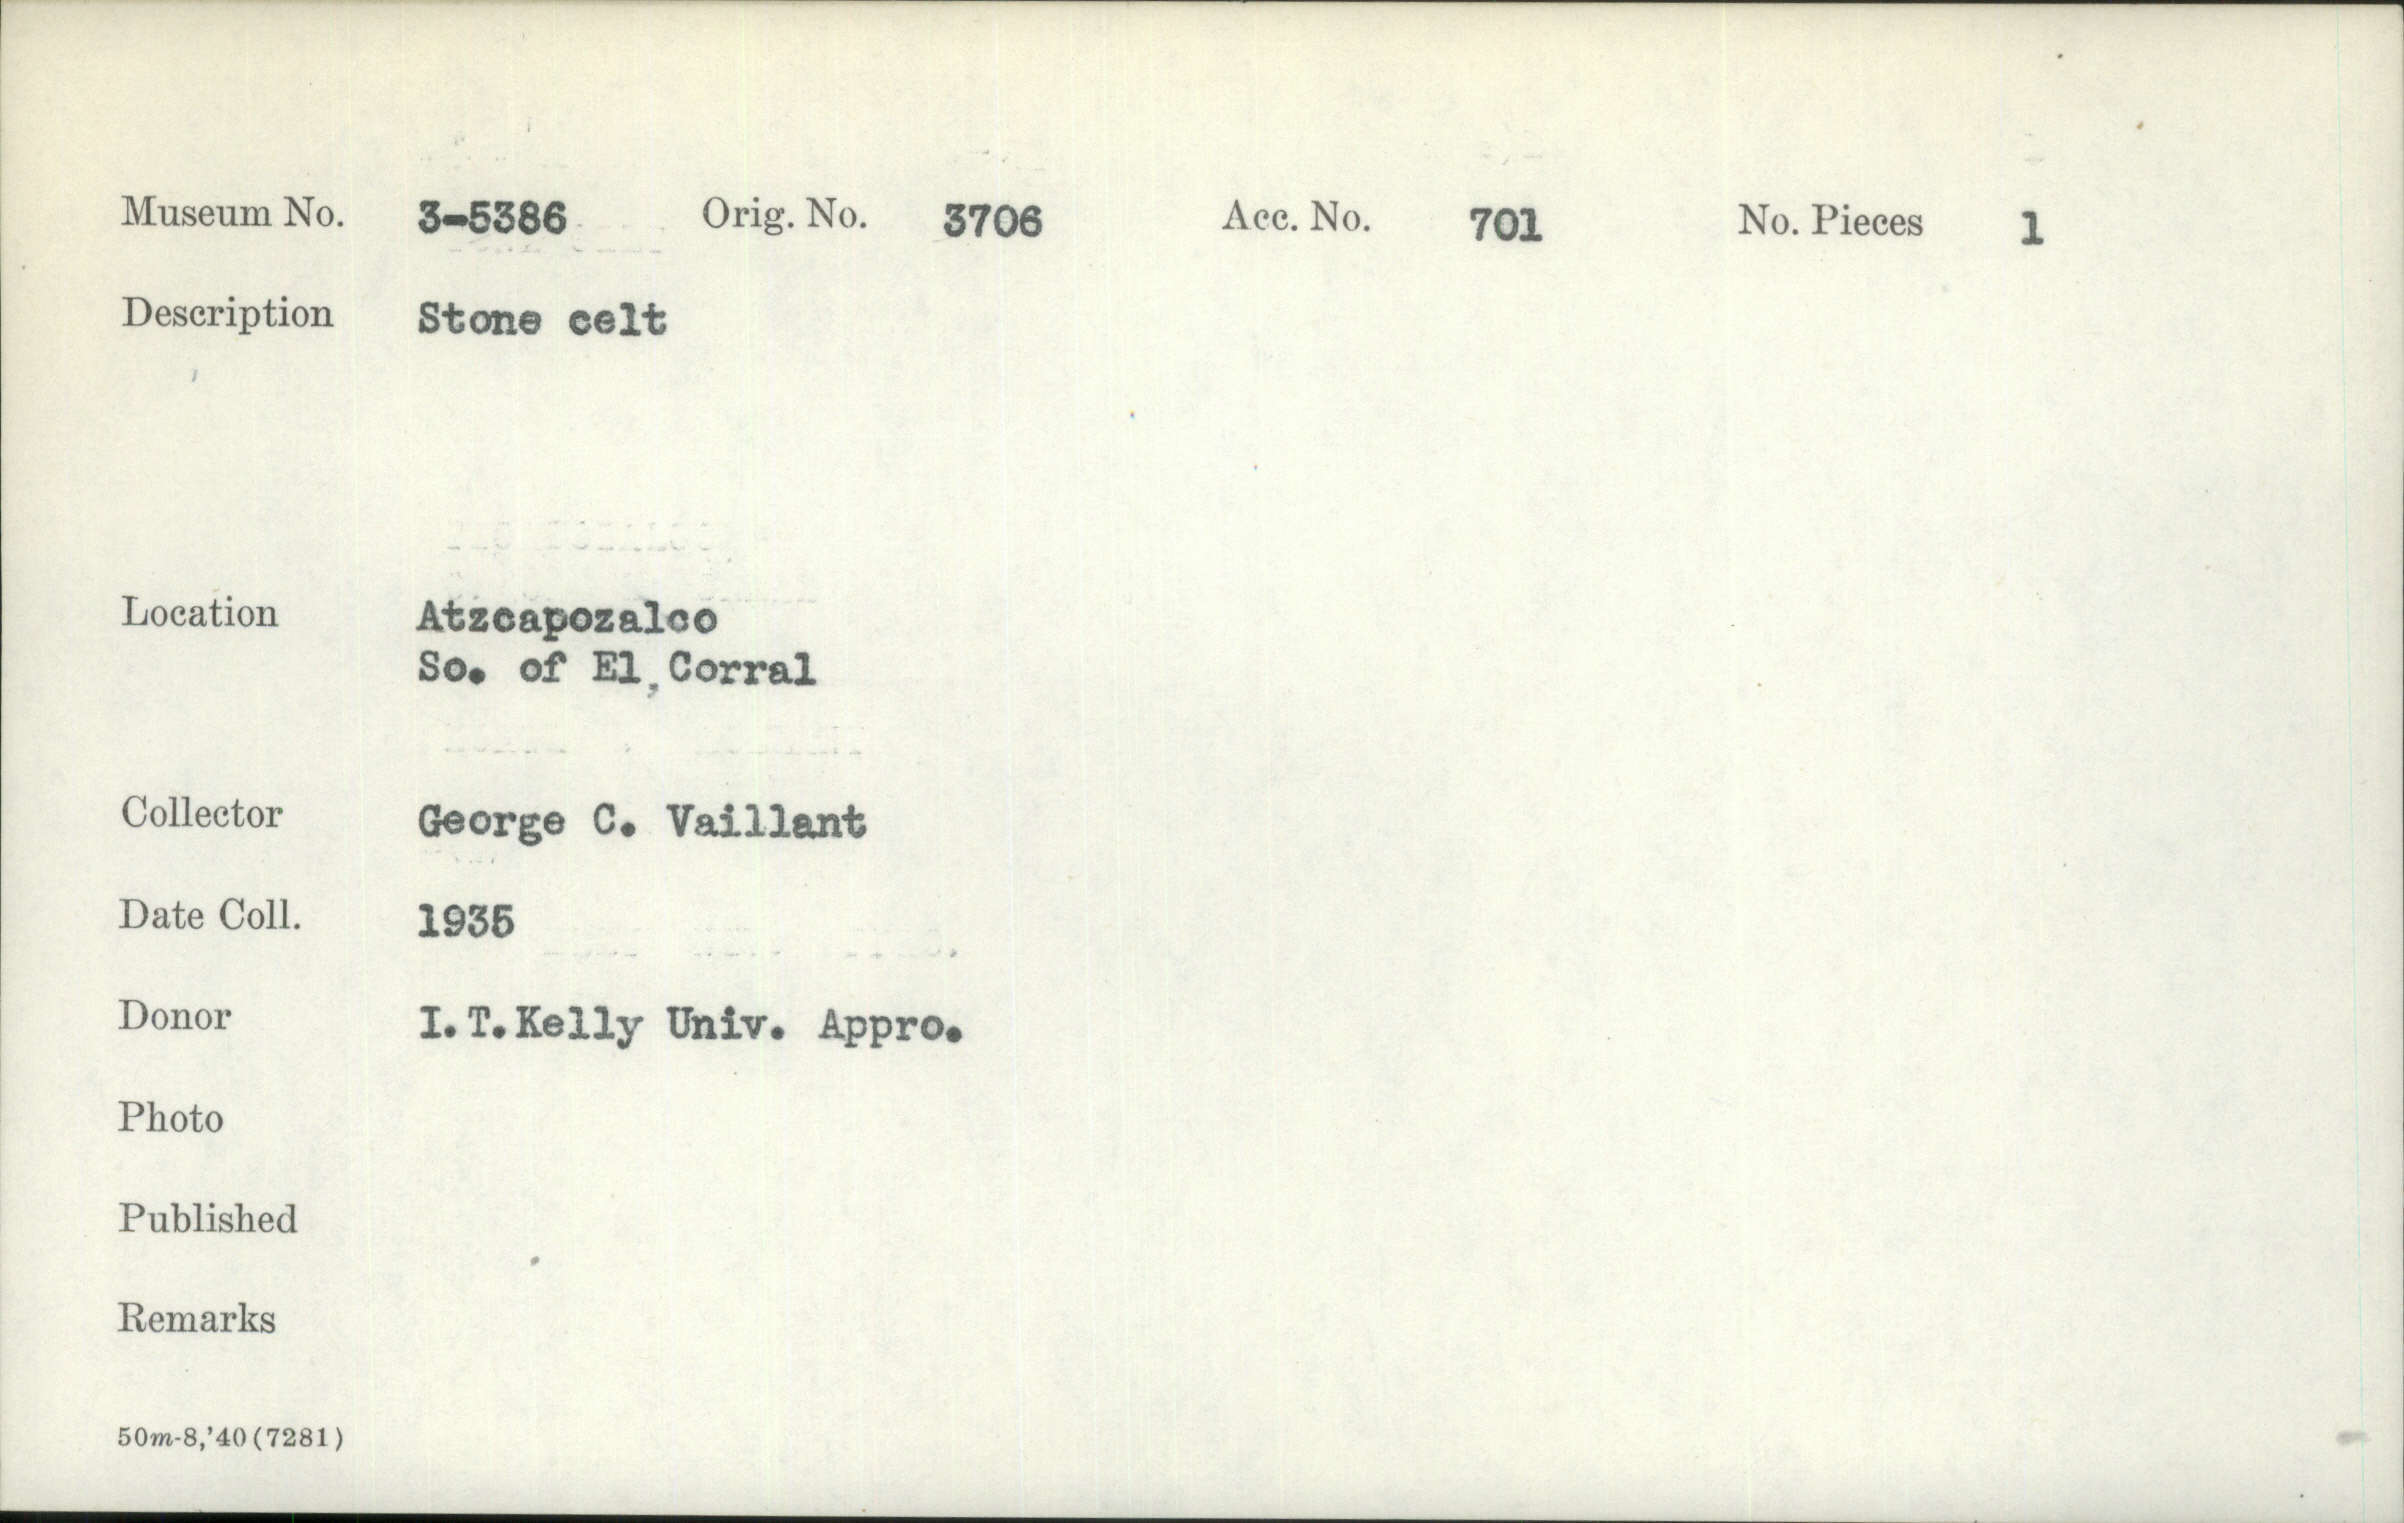 Museum No. 3-5386 Orig. No. 3706 Acc. No. 701 No. Pieces 1
Description Stone celt
Location Atzcapozalco
So. of El Corral
Collector George C. Vaillant
Date Coll. 1935
Donor I.T.Kelly Univ. Appro.
Photo
Published
Remarks
50m-8,'40(7281)